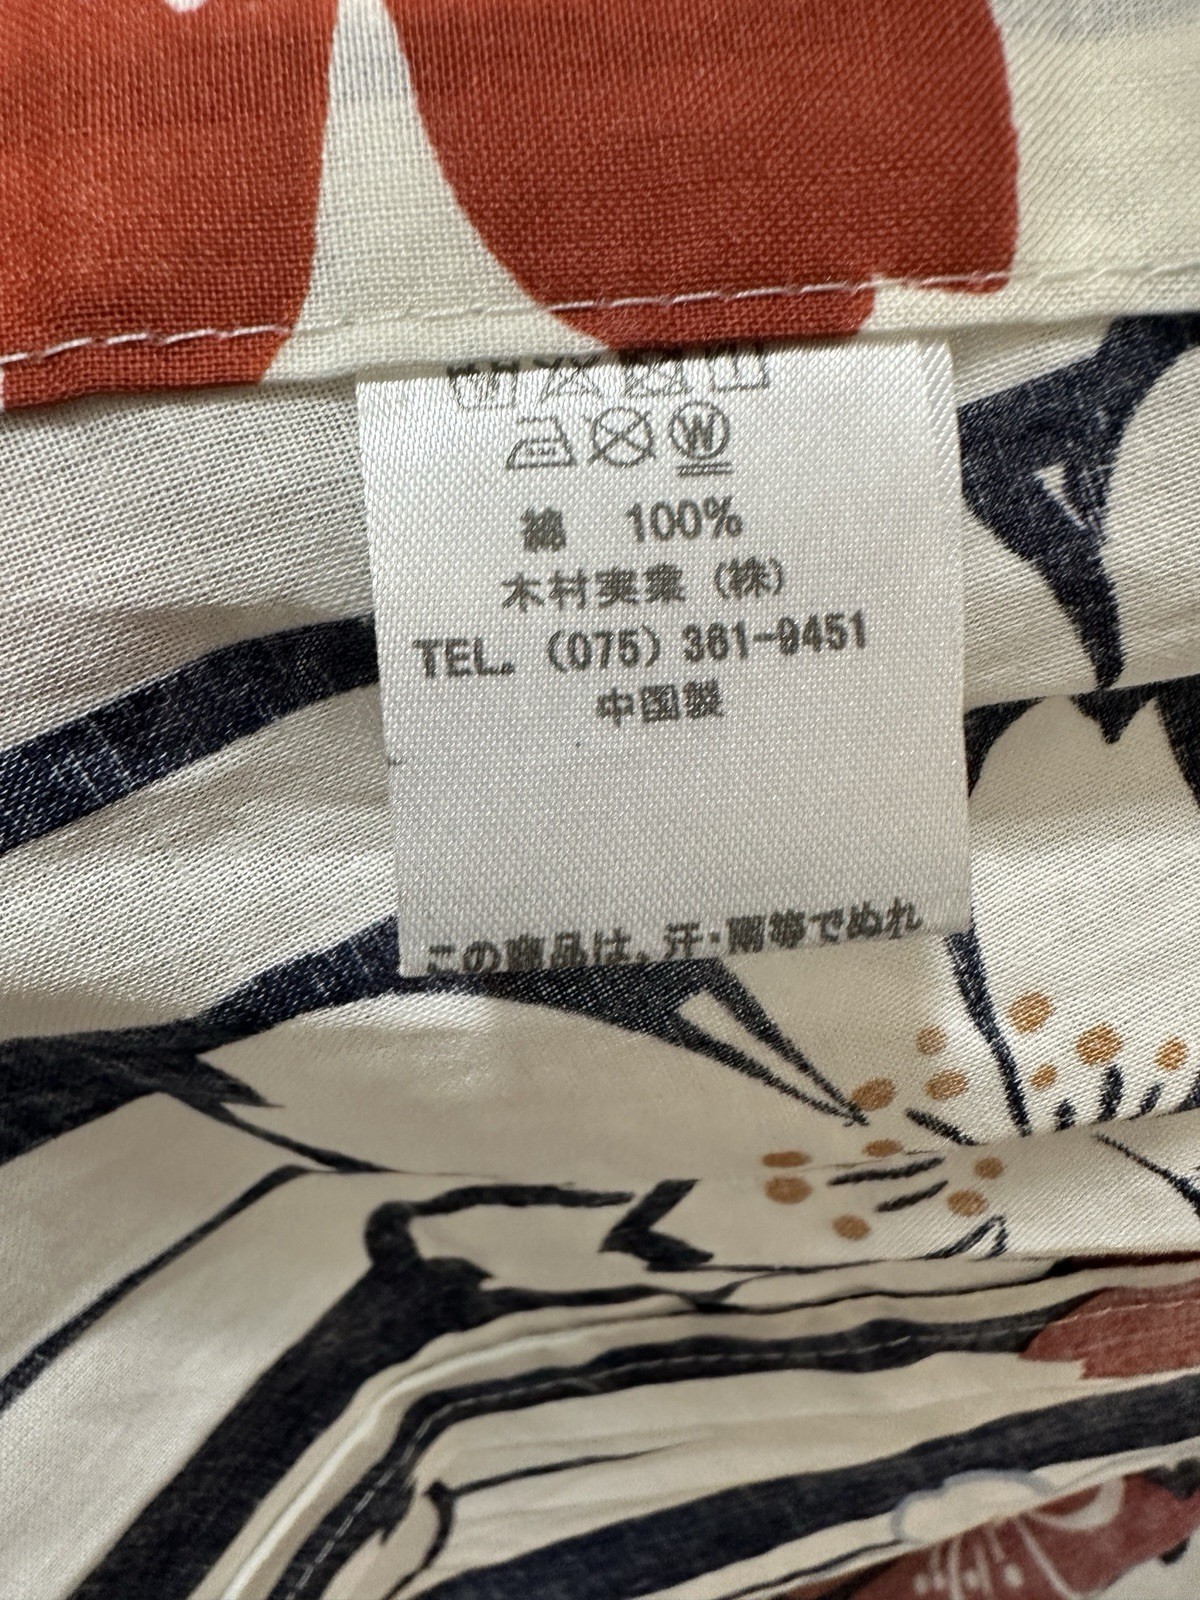 綿 100%
木村実業(株)
TEL。(075)361-9451
中国製
この商品は、汗・雨等でぬれ